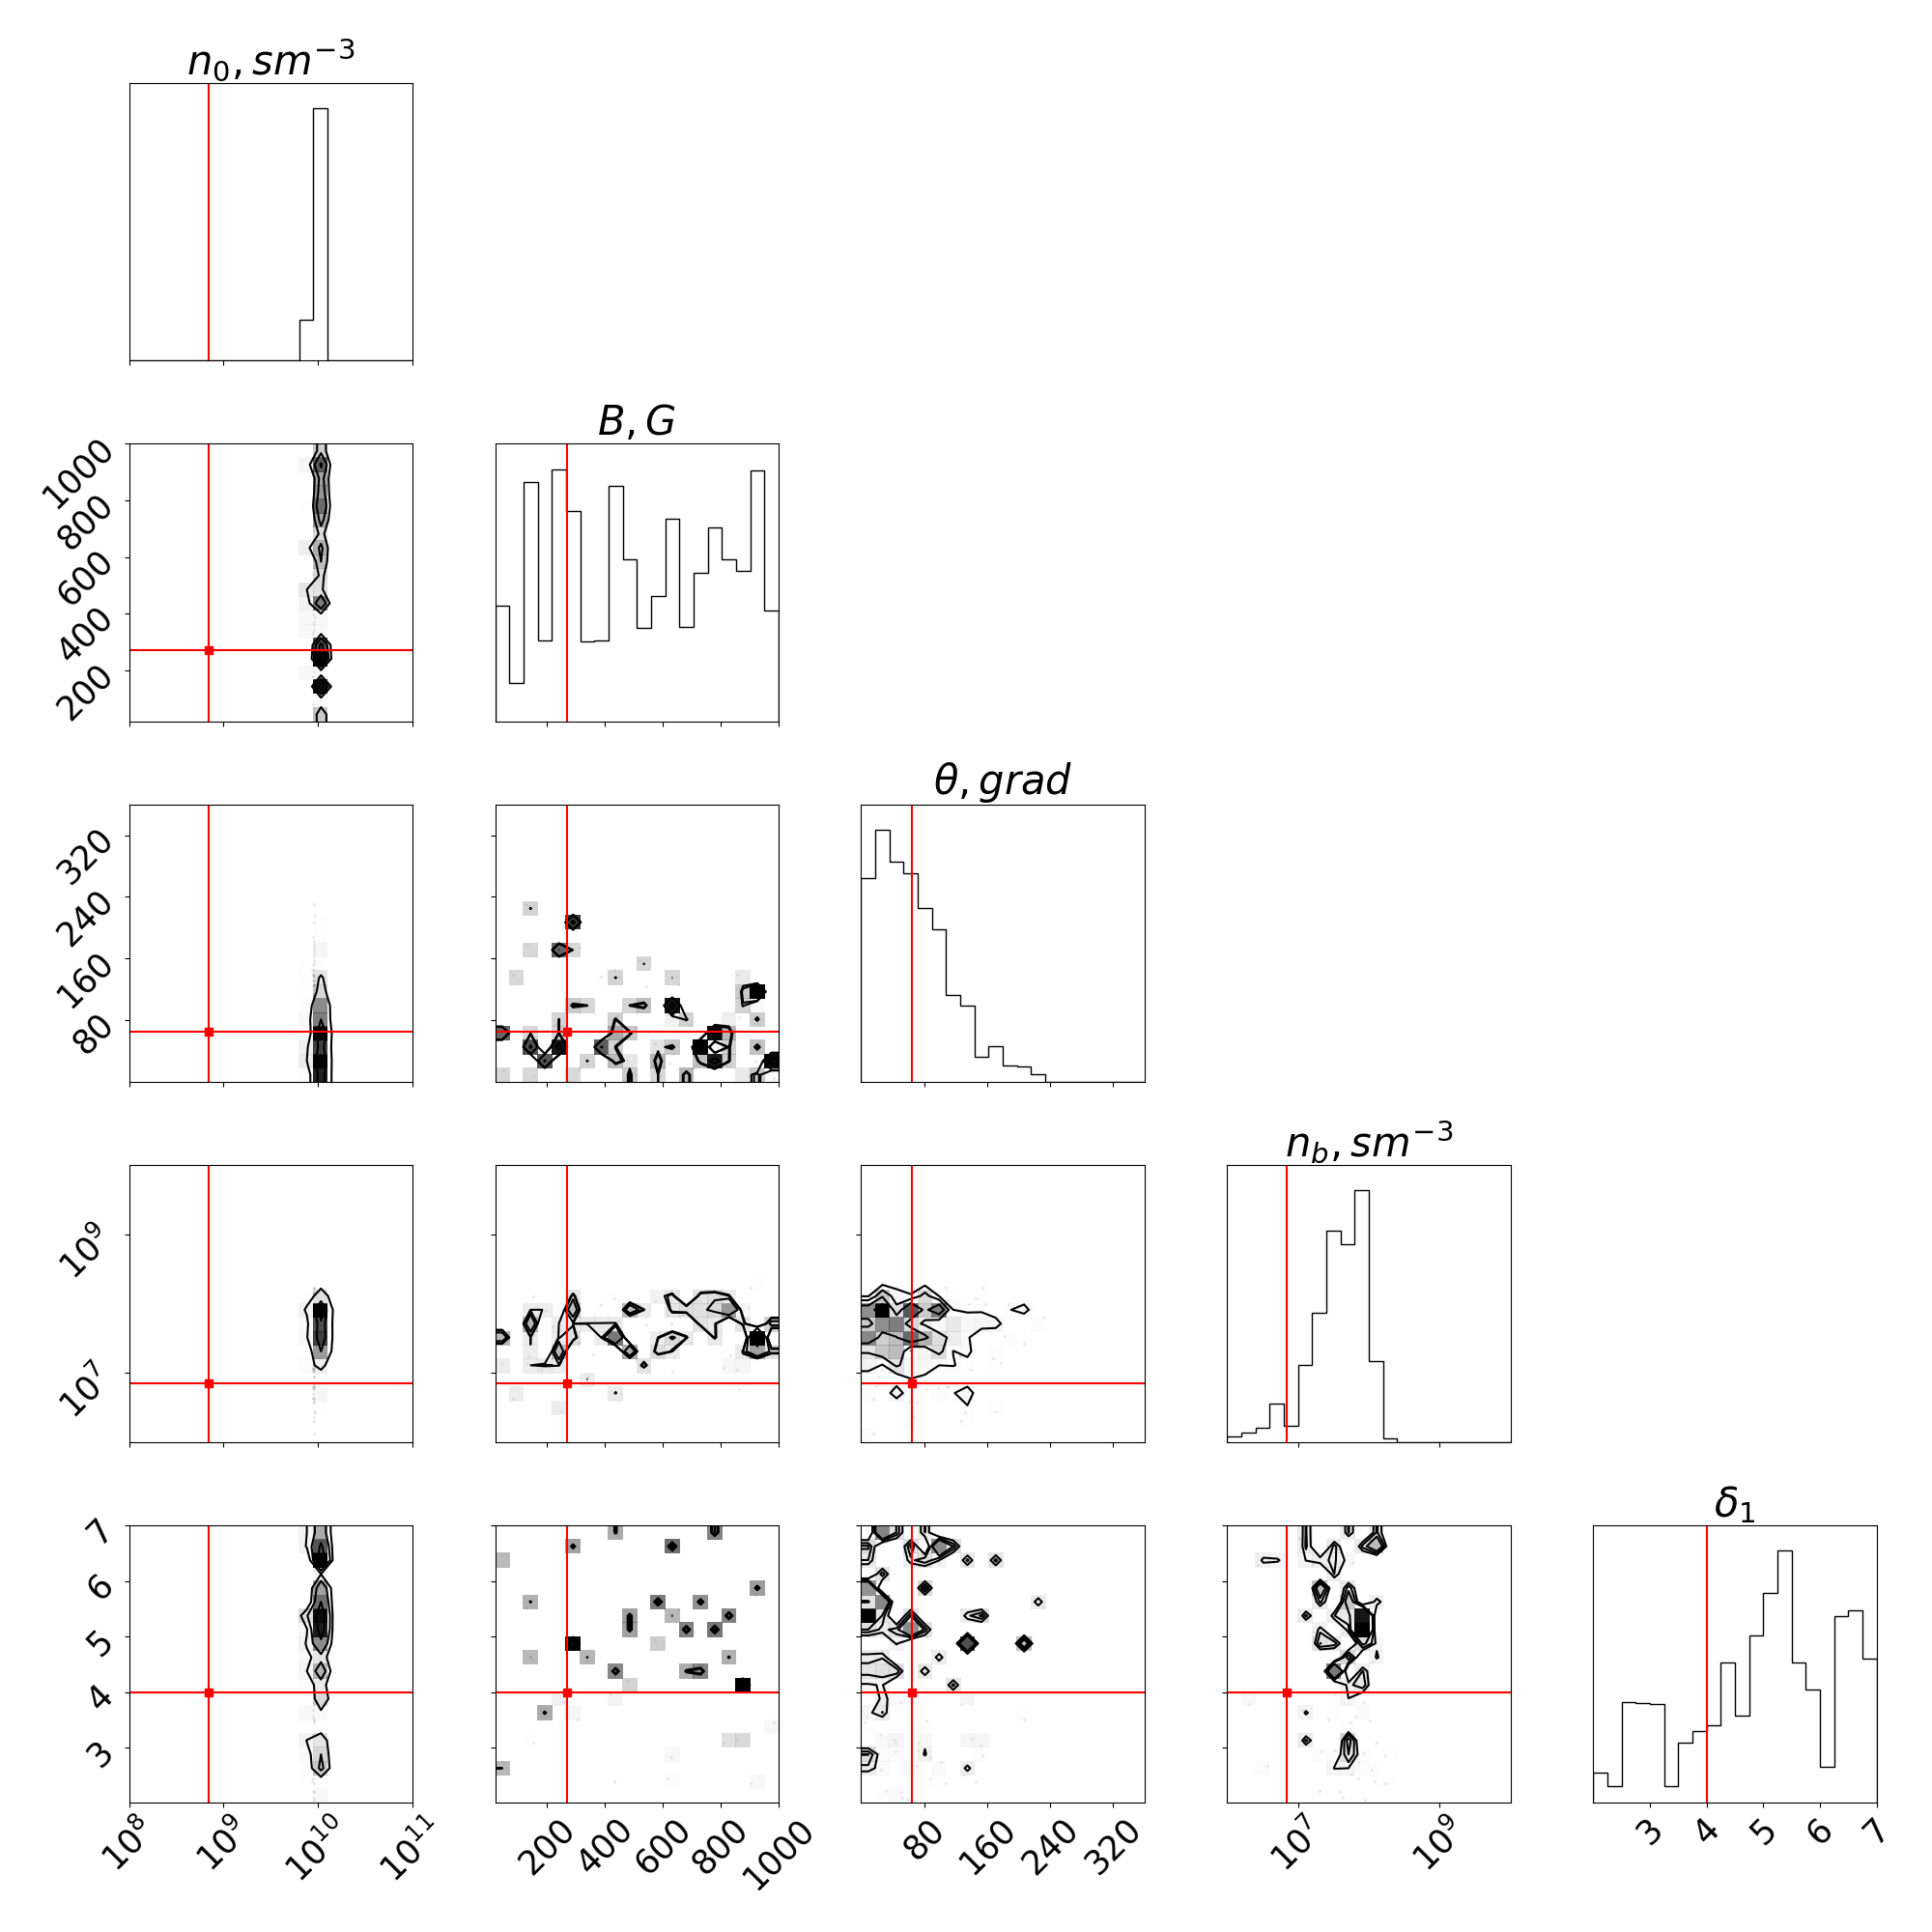 n₀, sm⁻³
B, G
1000
800
600
400
200
θ, grad
320
240
160
80
n_b, sm⁻³
10⁹
10⁷
δ₁
7
6
5
4
3
10⁸ 10⁹ 10¹⁰ 10¹¹
200 400 600 800 1000
80 160 240 320
10⁷ 10⁹
3 4 5 6 7